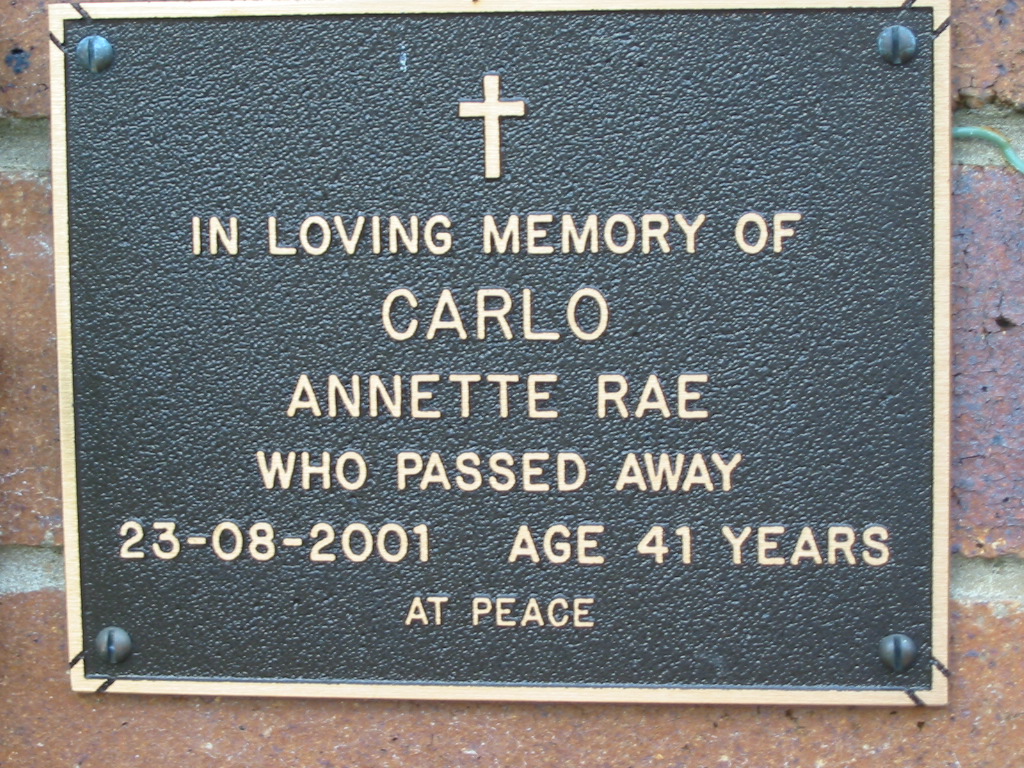 IN LOVING MEMORY OF
CARLO
ANNETTE RAE
WHO PASSED AWAY
23-08-2001 AGE 41 YEARS
AT PEACE